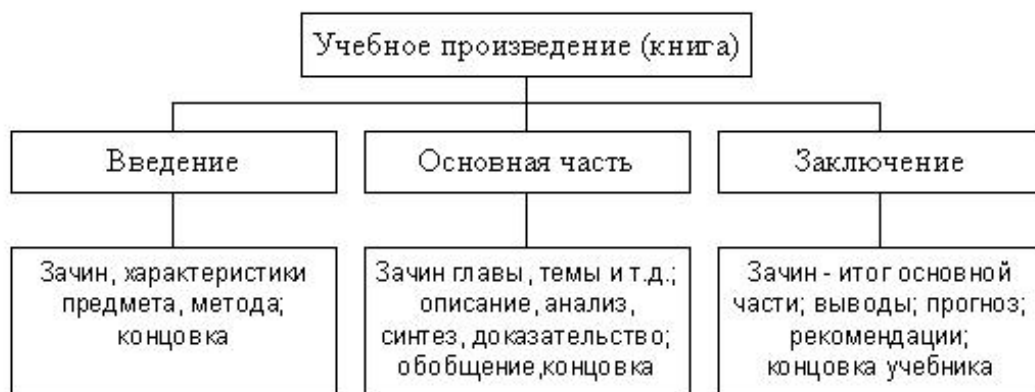 Учебное произведение (книга)
Введение
Основная часть
Заключение
Зачин, характеристики
предмета, метода;
концовка
Зачин главы, темы и т.д.;
описание, анализ,
синтез, доказательство;
обобщение,концовка
Зачин - итог основной
части; выводы; прогноз;
рекомендации;
концовка учебника